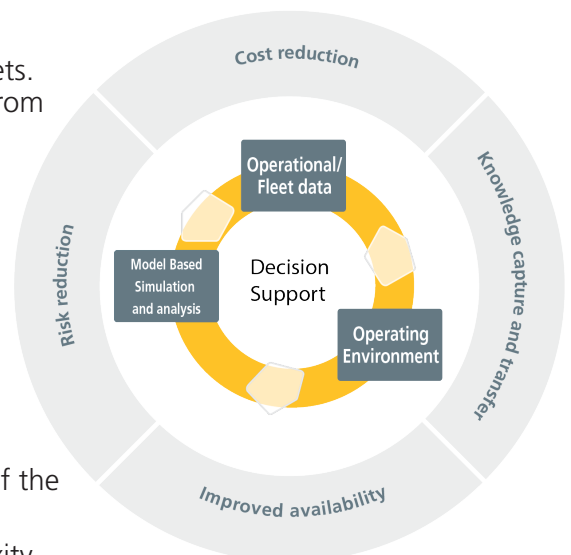 ets.
rom
Cost reduction
Operational/
Fleet data
Knowledge capture and transfer
Risk reduction
Model Based
Simulation
and analysis
Decision
Support
Operating
Environment
f the
Improved availability